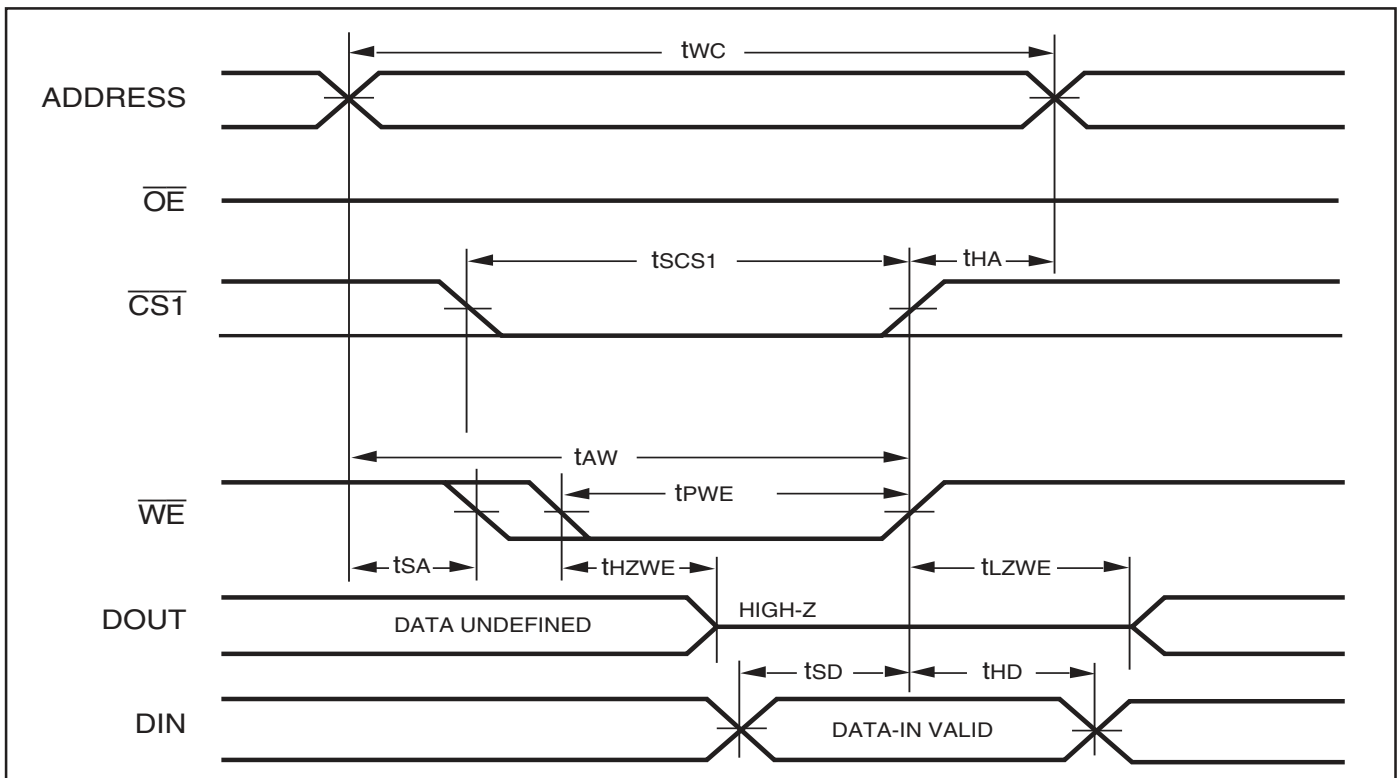 tWC
ADDRESS
OE
tSCS1
tHA
CS1
tAW
tPWE
WE
tSA
tHZWE
tLZWE
DOUT
DATA UNDEFINED
HIGH-Z
tSD
tHD
DIN
DATA-IN VALID